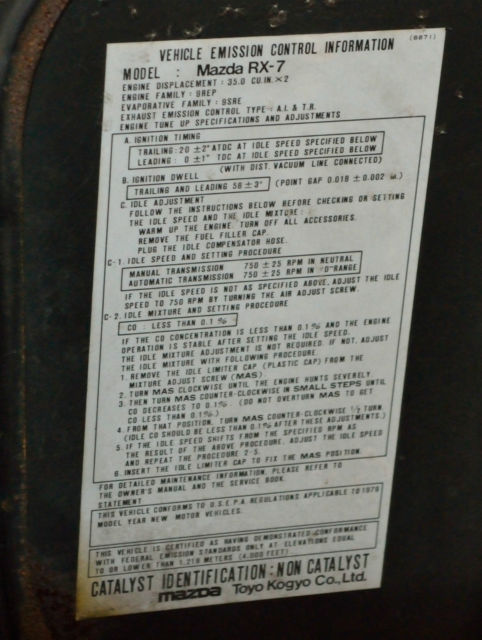 (8871)
VEHICLE EMISSION CONTROL INFORMATION
MODEL : Mazda RX-7
ENGINE DISPLACEMENT : 35.0 CU.IN.×2
ENGINE FAMILY : 9REP
EVAPORATIVE FAMILY : 9SRE
EXHAUST EMISSION CONTROL TYPE : A.I. & T.R.
ENGINE TUNE UP SPECIFICATIONS AND ADJUSTMENTS
A. IGNITION TIMING
TRAILING : 20 ±2° ATDC AT IDLE SPEED SPECIFIED BELOW
LEADING : 0 ±1° TDC AT IDLE SPEED SPECIFIED BELOW
(WITH DIST. VACUUM LINE CONNECTED)
B. IGNITION DWELL
TRAILING AND LEADING 58 ±3° (POINT GAP 0.018 ±0.002 in.)
C. IDLE ADJUSTMENT
FOLLOW THE INSTRUCTIONS BELOW BEFORE CHECKING OR SETTING
THE IDLE SPEED AND THE IDLE MIXTURE:
WARM UP THE ENGINE. TURN OFF ALL ACCESSORIES.
REMOVE THE FUEL FILLER CAP.
PLUG THE IDLE COMPENSATOR HOSE.
C-1. IDLE SPEED AND SETTING PROCEDURE
MANUAL TRANSMISSION 750 ±25 RPM IN NEUTRAL
AUTOMATIC TRANSMISSION 750 ±25 RPM IN "D" RANGE
IF THE IDLE SPEED IS NOT AS SPECIFIED ABOVE, ADJUST THE IDLE
SPEED TO 750 RPM BY TURNING THE AIR ADJUST SCREW.
C-2. IDLE MIXTURE AND SETTING PROCEDURE
CO : LESS THAN 0.1 %
IF THE CO CONCENTRATION IS LESS THAN 0.1 % AND THE ENGINE
OPERATION IS STABLE AFTER SETTING THE IDLE SPEED,
THE IDLE MIXTURE ADJUSTMENT IS NOT REQUIRED. IF NOT, ADJUST
THE IDLE MIXTURE WITH FOLLOWING PROCEDURE.
1. REMOVE THE IDLE LIMITER CAP (PLASTIC CAP) FROM THE
MIXTURE ADJUST SCREW (MAS)
2. TURN MAS CLOCKWISE UNTIL THE ENGINE HUNTS SEVERELY.
3. THEN TURN MAS COUNTER-CLOCKWISE IN SMALL STEPS UNTIL
CO DECREASES TO 0.1%. (DO NOT OVERTURN MAS TO GET
CO LESS THAN 0.1%.)
4. FROM THAT POSITION, TURN MAS COUNTER-CLOCKWISE 1/2 TURN.
(IDLE CO SHOULD BE LESS THAN 0.1% AFTER THESE ADJUSTMENTS.)
5. IF THE IDLE SPEED SHIFTS FROM THE SPECIFIED RPM AS
THE RESULT OF THE ABOVE PROCEDURE, ADJUST THE IDLE SPEED
AND REPEAT THE PROCEDURE 2-5.
6. INSERT THE IDLE LIMITER CAP TO FIX THE MAS POSITION.
FOR DETAILED MAINTENANCE INFORMATION, PLEASE REFER TO
THE OWNER'S MANUAL AND THE SERVICE BOOK.
STATEMENT
THIS VEHICLE CONFORMS TO U.S.E.P.A. REGULATIONS APPLICABLE TO 1979
MODEL YEAR NEW MOTOR VEHICLES.
THIS VEHICLE IS CERTIFIED AS HAVING DEMONSTRATED CONFORMANCE
WITH FEDERAL EMISSION STANDARDS ONLY AT ELEVATIONS EQUAL
TO OR LOWER THAN 1,219 METERS (4,000 FEET)
CATALYST IDENTIFICATION : NON CATALYST
mazda Toyo Kogyo Co., Ltd.